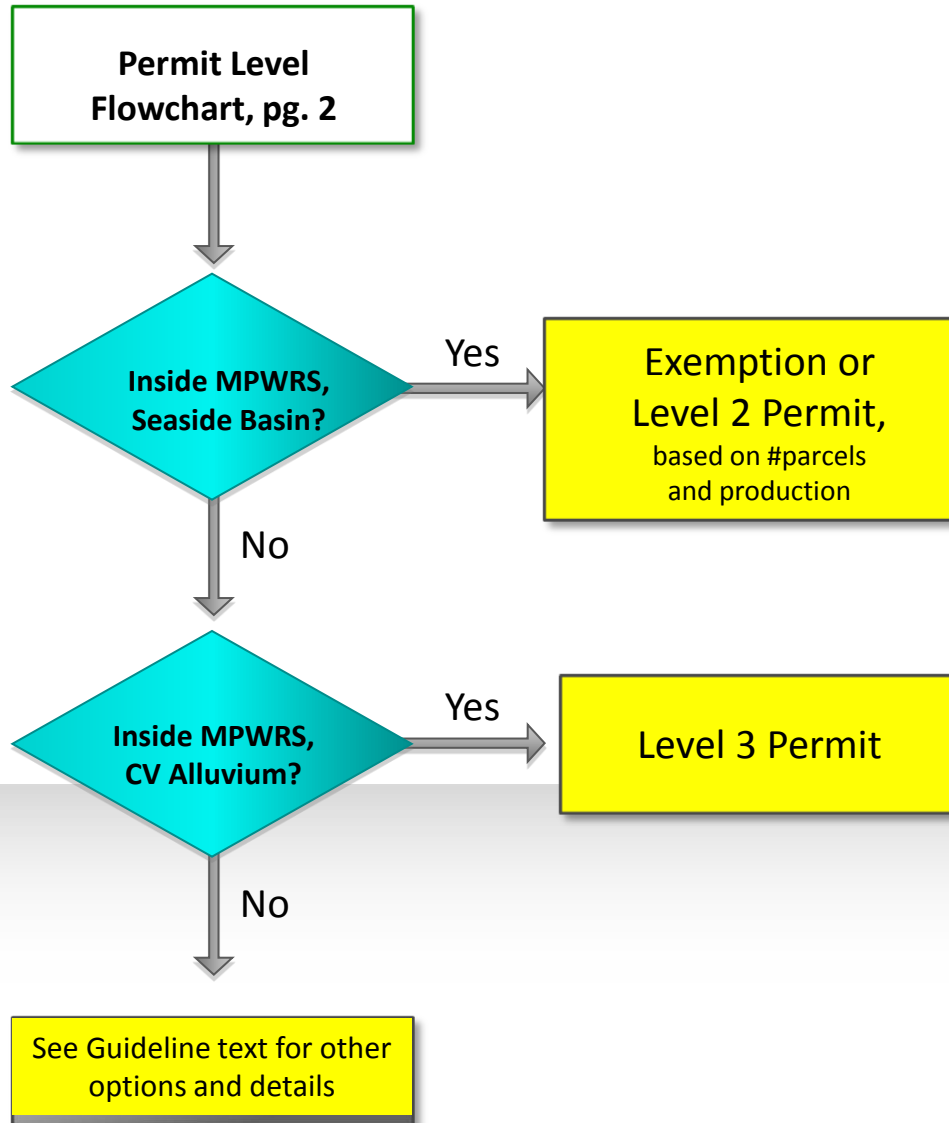 Permit Level
Flowchart, pg. 2
Inside MPWRS,
Seaside Basin?
Yes
Exemption or
Level 2 Permit,
based on #parcels
and production
No
Inside MPWRS,
CV Alluvium?
Yes
Level 3 Permit
No
See Guideline text for other
options and details